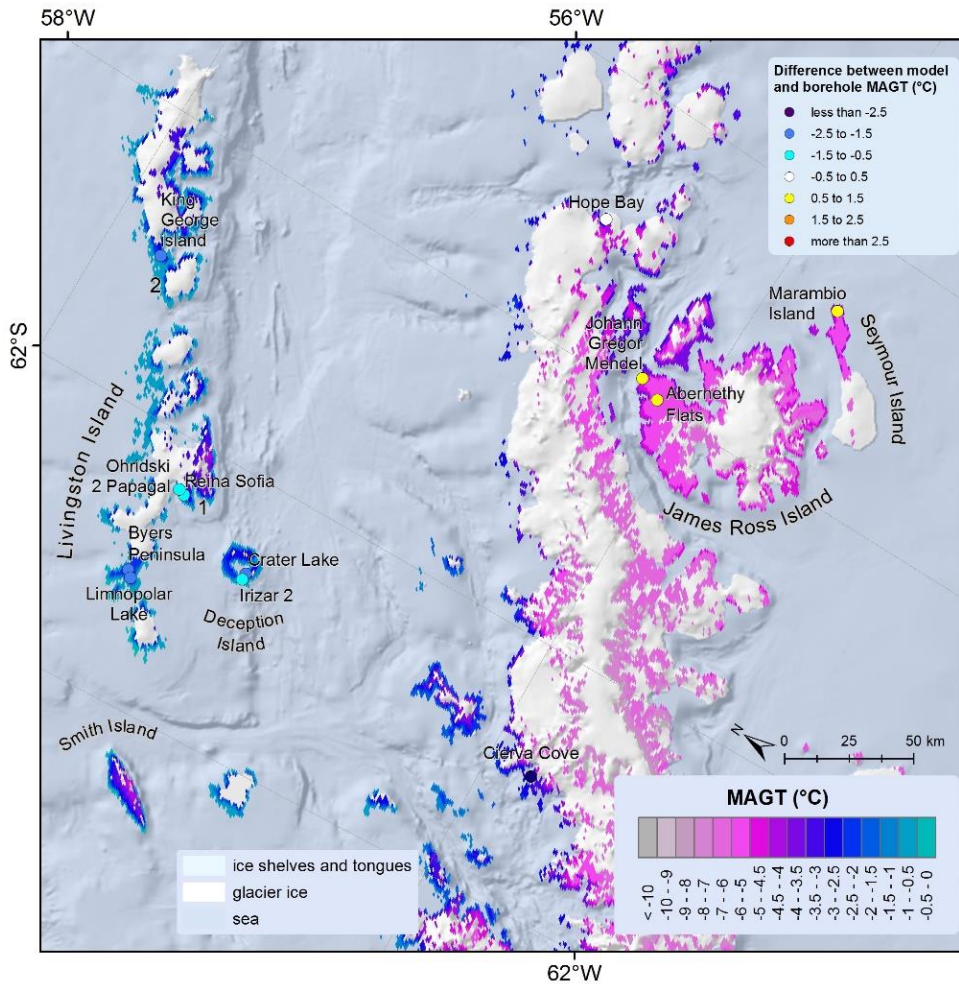 58°W
56°W
Difference between model
and borehole MAGT (°C)
less than -2.5
-2.5 to -1.5
-1.5 to -0.5
-0.5 to 0.5
0.5 to 1.5
1.5 to 2.5
more than 2.5
King
George
island
2
Hope Bay
Marambio
Island
Seymour Island
Johann
Gregor
Mendel
Abernethy
Flats
James Ross Island
62°S
Livingston Island
Ohridski
2 Papagal
Reina Sofia
1
Byers
Peninsula
Limnopolar
Lake
Crater Lake
Irizar 2
Deception
Island
Smith Island
Cierva Cove
N
0 25 50 km
MAGT (°C)
< -10
-10 - -9
-9 - -8
-8 - -7
-7 - -6
-6 - -5
-5 - -4.5
-4.5 - -4
-4 - -3.5
-3.5 - -3
-3 - -2.5
-2.5 - -2
-2 - -1.5
-1.5 - -1
-1 - -0.5
-0.5 - 0
ice shelves and tongues
glacier ice
sea
62°W